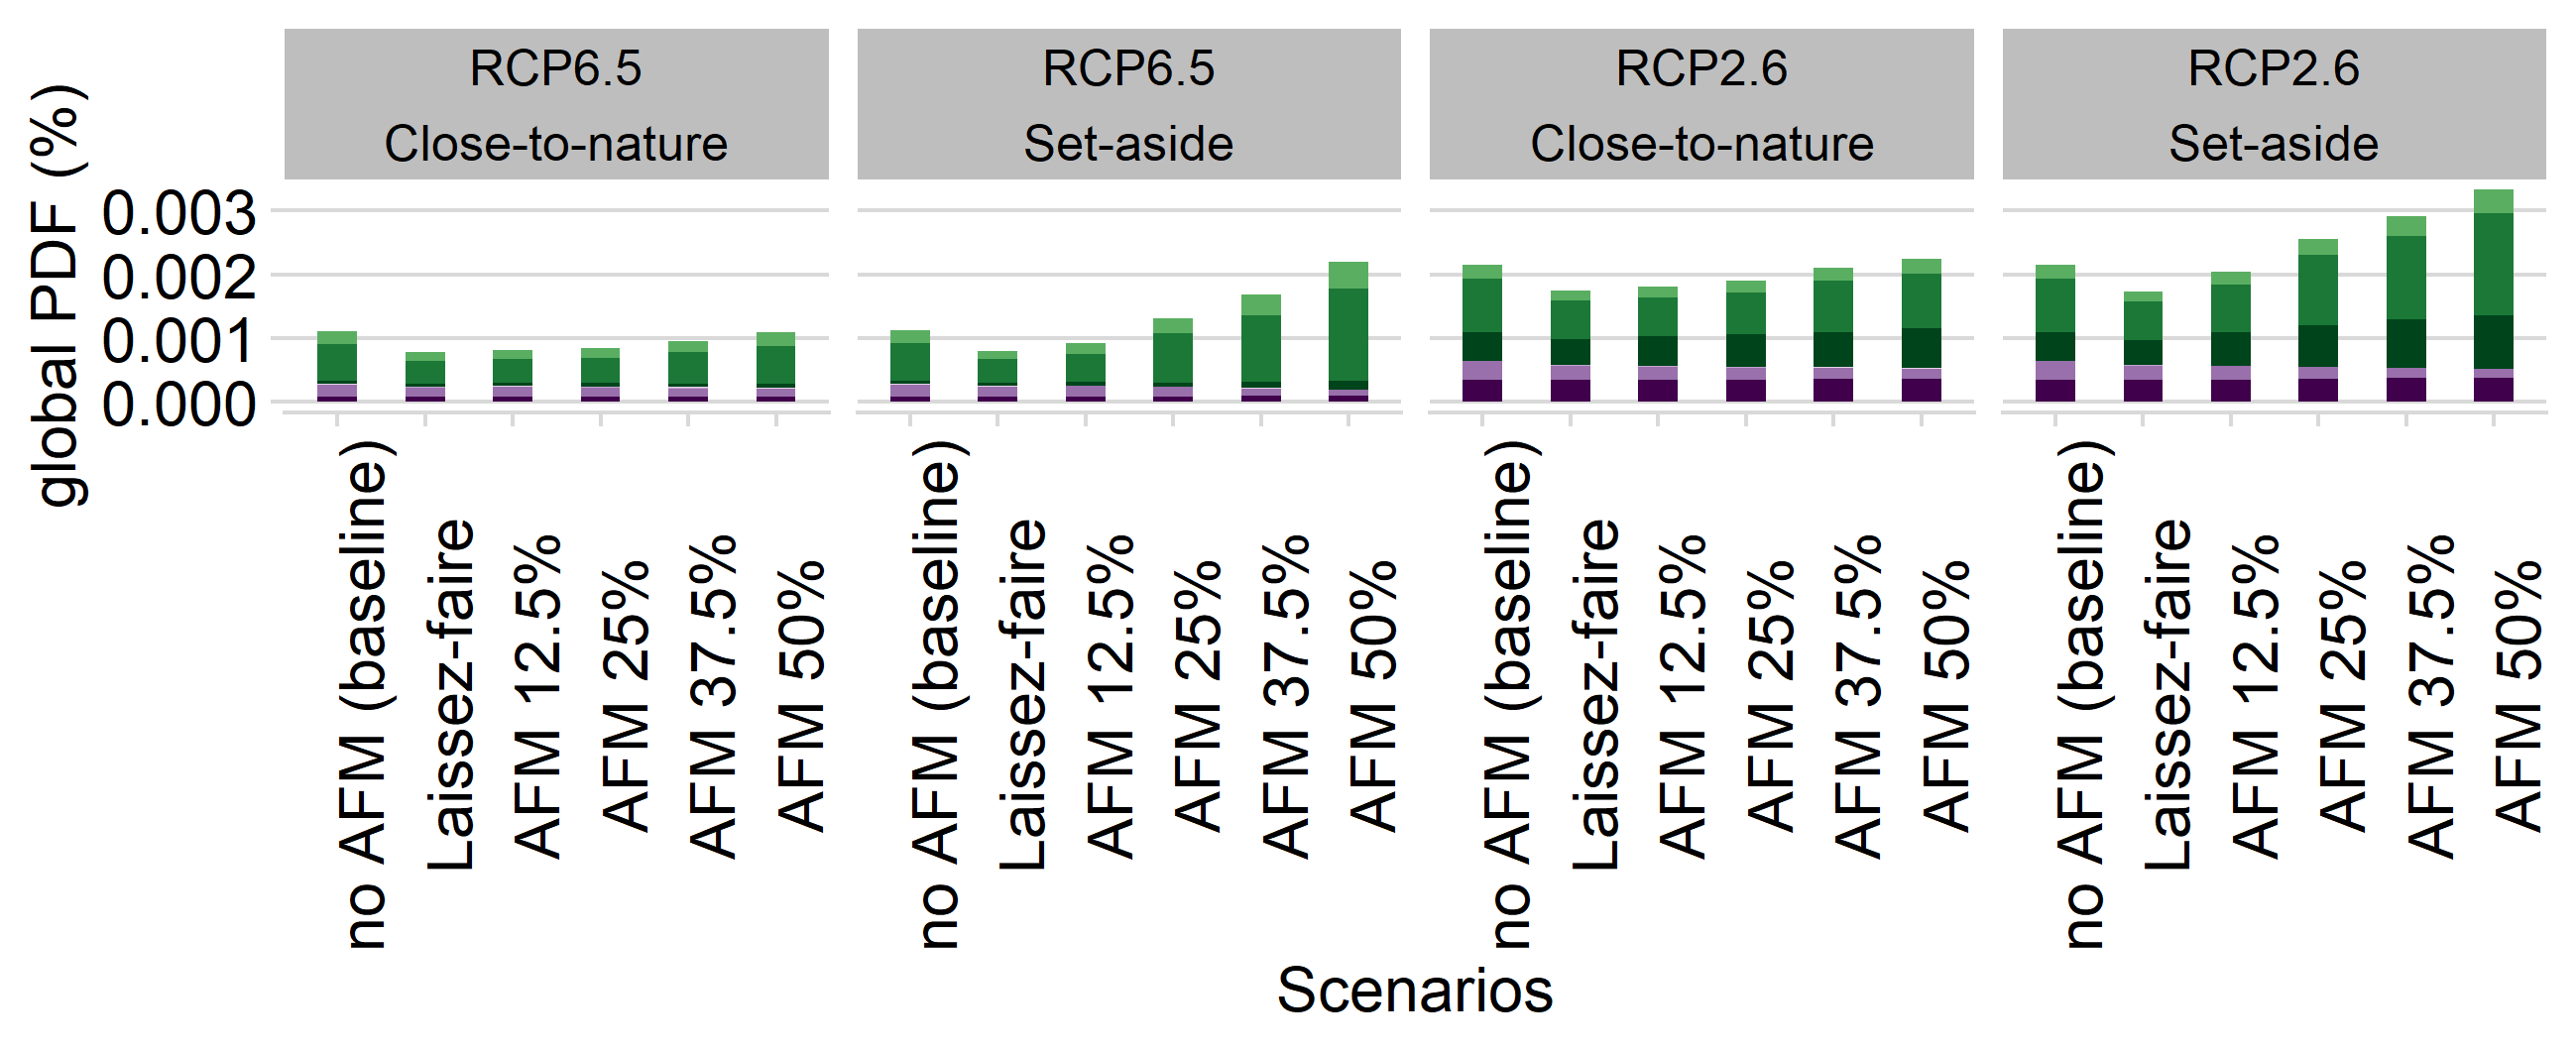 RCP6.5
Close-to-nature
RCP6.5
Set-aside
RCP2.6
Close-to-nature
RCP2.6
Set-aside
global PDF (%)
0.003
0.002
0.001
0.000
no AFM (baseline)
Laissez-faire
AFM 12.5%
AFM 25%
AFM 37.5%
AFM 50%
no AFM (baseline)
Laissez-faire
AFM 12.5%
AFM 25%
AFM 37.5%
AFM 50%
no AFM (baseline)
Laissez-faire
AFM 12.5%
AFM 25%
AFM 37.5%
AFM 50%
no AFM (baseline)
Laissez-faire
AFM 12.5%
AFM 25%
AFM 37.5%
AFM 50%
Scenarios